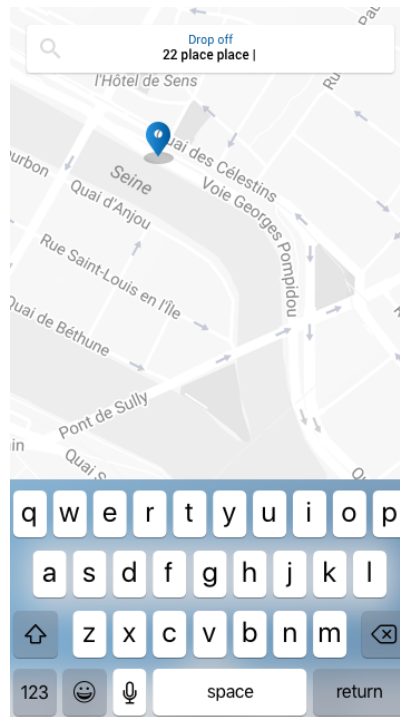 Drop off
22 place place |
l'Hôtel de Sens
Quai des Célestins
Seine
Voie Georges Pompidou
Quai d'Anjou
Rue Saint-Louis en l'Île
Quai de Béthune
Pont de Sully
q w e r t y u i o p
a s d f g h j k l
z x c v b n m
123 space return